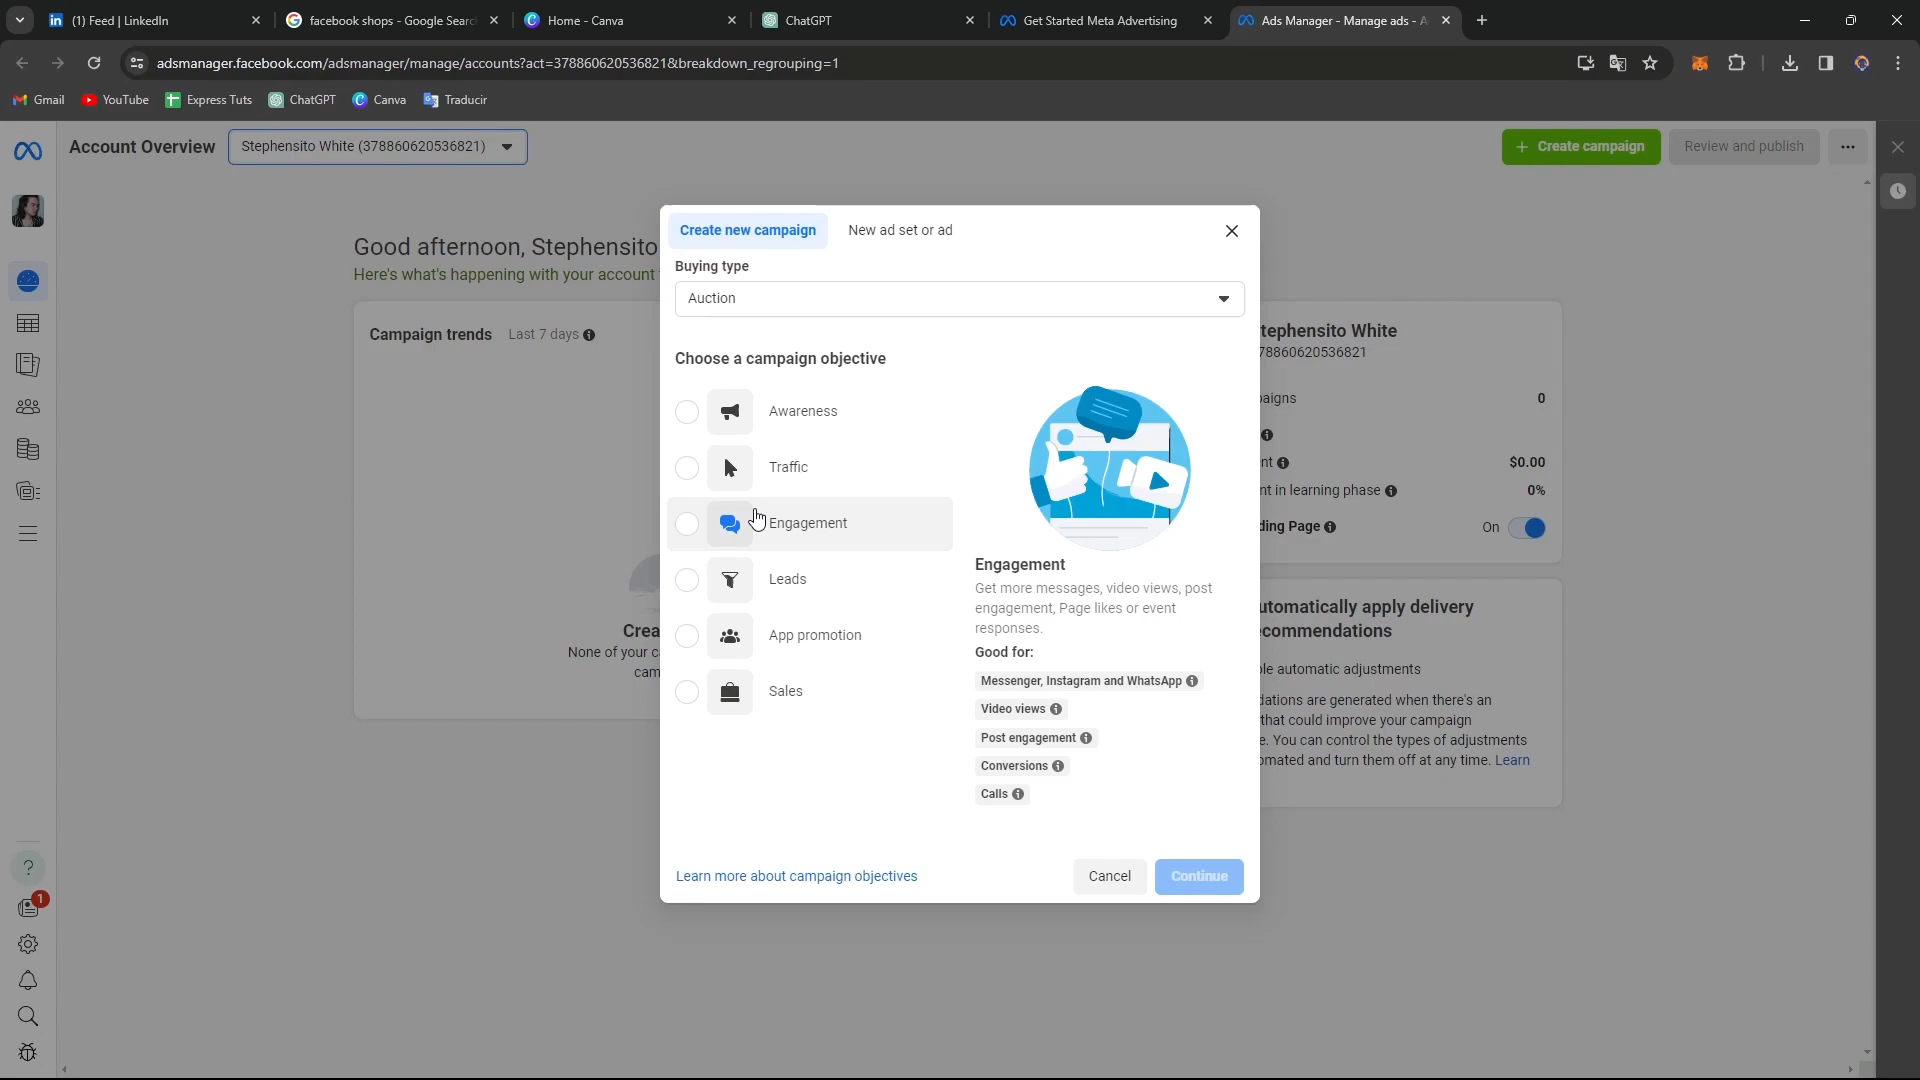 (1) Feed | LinkedIn
facebook shops - Google Sear
Home - Canva
ChatGPT
Get Started Meta Advertising
Ads Manager - Manage ads - A
adsmanager.facebook.com/adsmanager/manage/accounts?act=378860620536821&breakdown_regrouping=1
Gmail
YouTube
Express Tuts
ChatGPT
Canva
Traducir
Account Overview
Stephensito White (378860620536821)
+ Create campaign
Review and publish
Good afternoon, Stephensito
Here's what's happening with your account
Campaign trends Last 7 days
Crea
None of your c
cam
Create new campaign
New ad set or ad
Buying type
Auction
Choose a campaign objective
Awareness
Traffic
Engagement
Leads
App promotion
Sales
Engagement
Get more messages, video views, post
engagement, Page likes or event
responses.
Good for:
Messenger, Instagram and WhatsApp
Video views
Post engagement
Conversions
Calls
Learn more about campaign objectives
Cancel
Continue
tephensito White
78860620536821
aigns 0
nt $0.00
nt in learning phase 0%
ding Page On
utomatically apply delivery
ecommendations
le automatic adjustments
dations are generated when there's an
that could improve your campaign
e. You can control the types of adjustments
omated and turn them off at any time. Learn
?
1